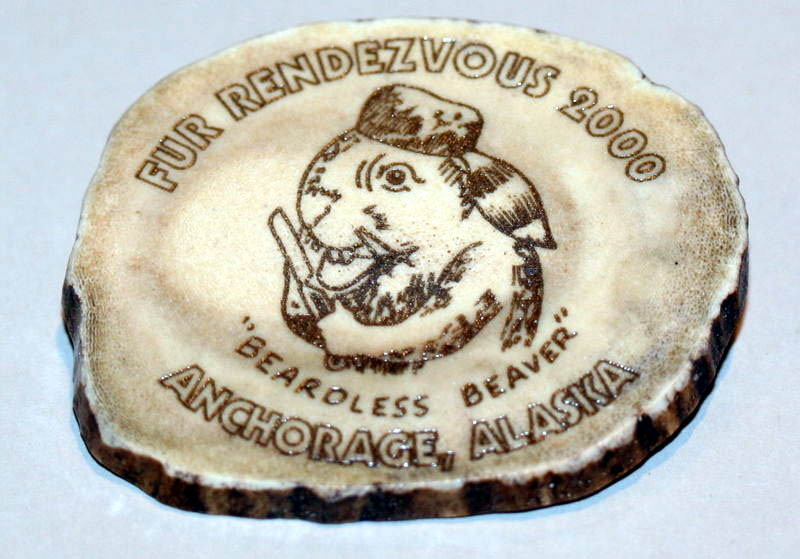 FUR RENDEZVOUS 2000
"BEARDLESS BEAVER"
ANCHORAGE, ALASKA